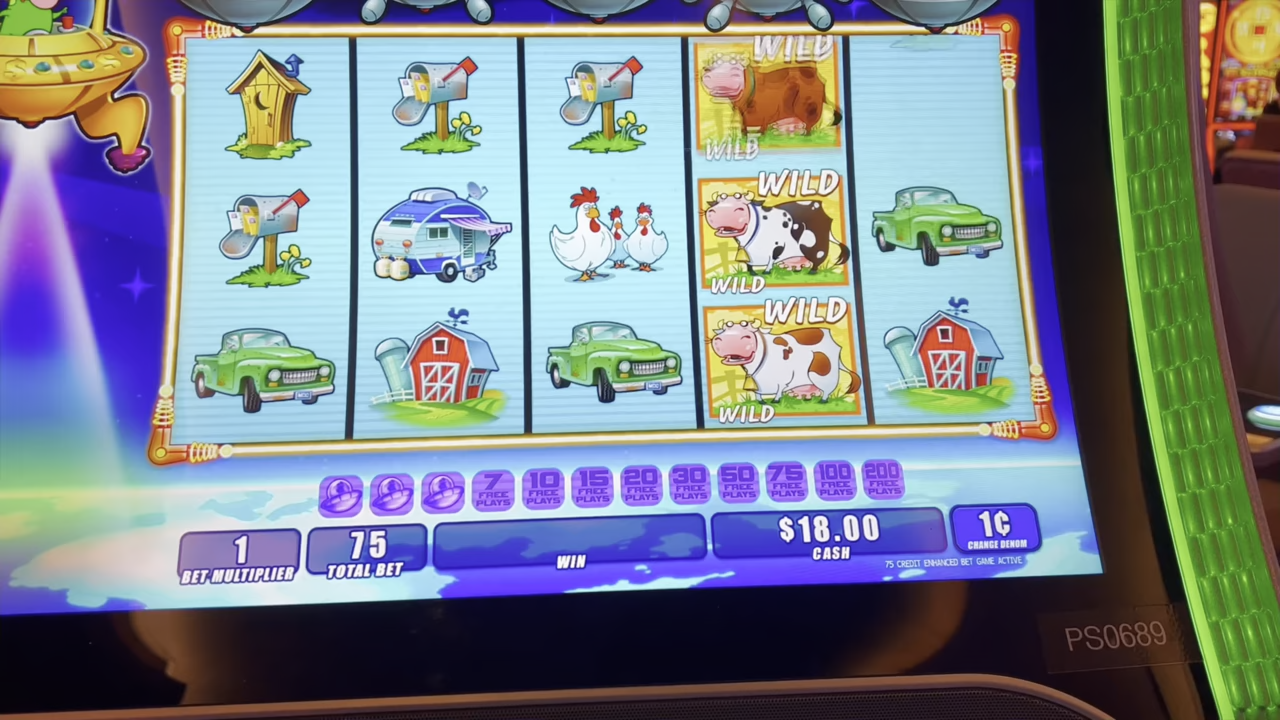 WILD
WILD
WILD
WILD
WILD
WILD
7 FREE PLAYS
10 FREE PLAYS
15 FREE PLAYS
20 FREE PLAYS
30 FREE PLAYS
50 FREE PLAYS
75 FREE PLAYS
100 FREE PLAYS
200 FREE PLAYS
1
BET MULTIPLIER
75
TOTAL BET
WIN
$18.00
CASH
1¢
CHANGE DENOM
75 CREDIT ENHANCED BET GAME ACTIVE
PS0689